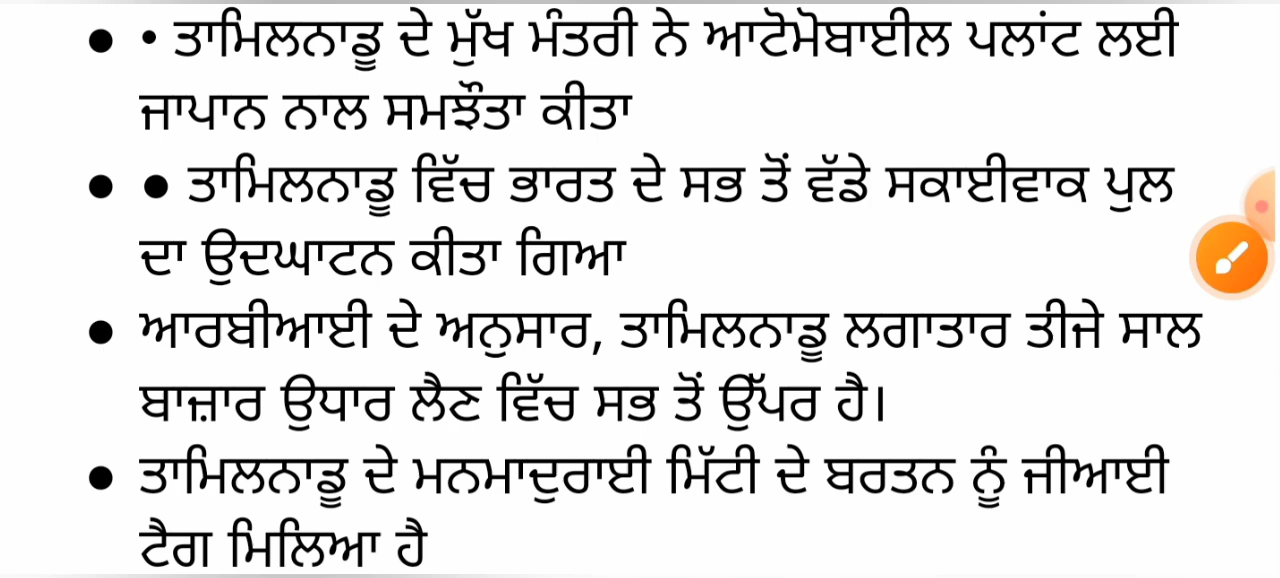 ● • ਤਾਮਿਲਨਾਡੂ ਦੇ ਮੁੱਖ ਮੰਤਰੀ ਨੇ ਆਟੋਮੋਬਾਈਲ ਪਲਾਂਟ ਲਈ
ਜਾਪਾਨ ਨਾਲ ਸਮਝੌਤਾ ਕੀਤਾ
● ● ਤਾਮਿਲਨਾਡੂ ਵਿੱਚ ਭਾਰਤ ਦੇ ਸਭ ਤੋਂ ਵੱਡੇ ਸਕਾਈਵਾਕ ਪੁਲ
ਦਾ ਉਦਘਾਟਨ ਕੀਤਾ ਗਿਆ
● ਆਰਬੀਆਈ ਦੇ ਅਨੁਸਾਰ, ਤਾਮਿਲਨਾਡੂ ਲਗਾਤਾਰ ਤੀਜੇ ਸਾਲ
ਬਾਜ਼ਾਰ ਉਧਾਰ ਲੈਣ ਵਿੱਚ ਸਭ ਤੋਂ ਉੱਪਰ ਹੈ।
● ਤਾਮਿਲਨਾਡੂ ਦੇ ਮਨਮਾਦੁਰਾਈ ਮਿੱਟੀ ਦੇ ਬਰਤਨ ਨੂੰ ਜੀਆਈ
ਟੈਗ ਮਿਲਿਆ ਹੈ